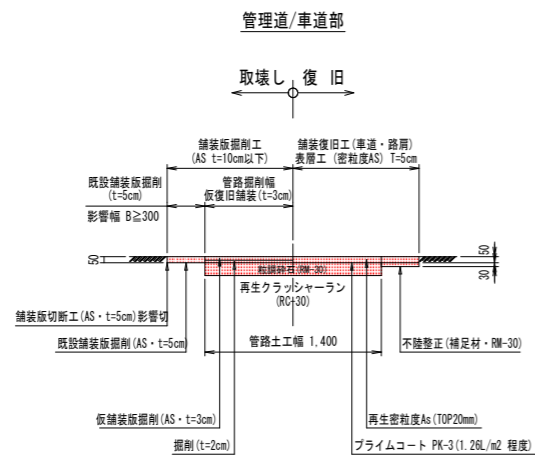 管理道/車道部
取壊し 復 旧
舗装版掘削工
(AS t=10cm以下)
舗装復旧工(車道・路肩)
表層工 (密粒度AS) T=5cm
既設舗装版掘削
(t=5cm)
影響幅 B≧300
管路掘削幅
仮復旧舗装(t=3cm)
50
50
30
粒調砕石(RM-30)
再生クラッシャーラン
(RC-30)
舗装版切断工(AS・t=5cm)影響切
既設舗装版掘削(AS・t=5cm)
管路土工幅 1,400
不陸整正(補足材・RM-30)
仮舗装版掘削(AS・t=3cm)
再生密粒度As(TOP20mm)
掘削(t=2cm)
プライムコート PK-3(1.26L/m2 程度)